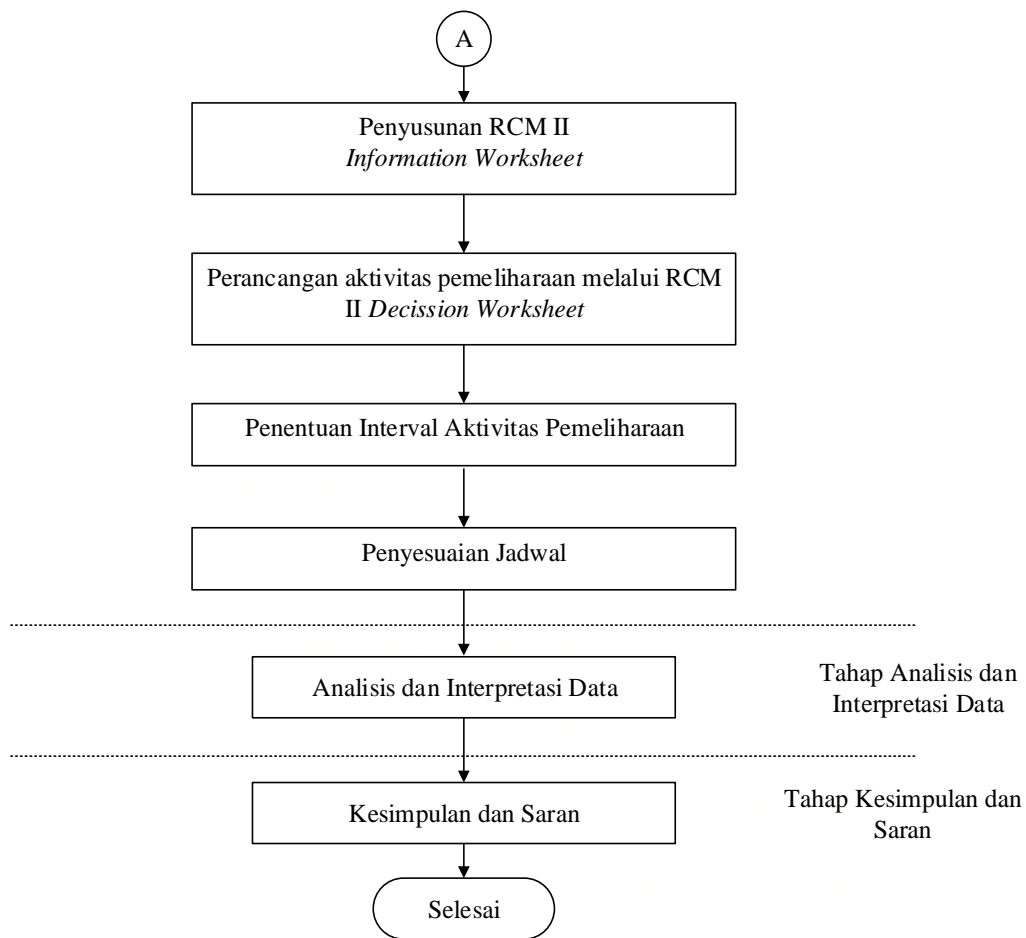 A
Penyusunan RCM II
Information Worksheet
Perancangan aktivitas pemeliharaan melalui RCM
II Decission Worksheet
Penentuan Interval Aktivitas Pemeliharaan
Penyesuaian Jadwal
Analisis dan Interpretasi Data
Tahap Analisis dan
Interpretasi Data
Kesimpulan dan Saran
Tahap Kesimpulan dan
Saran
Selesai